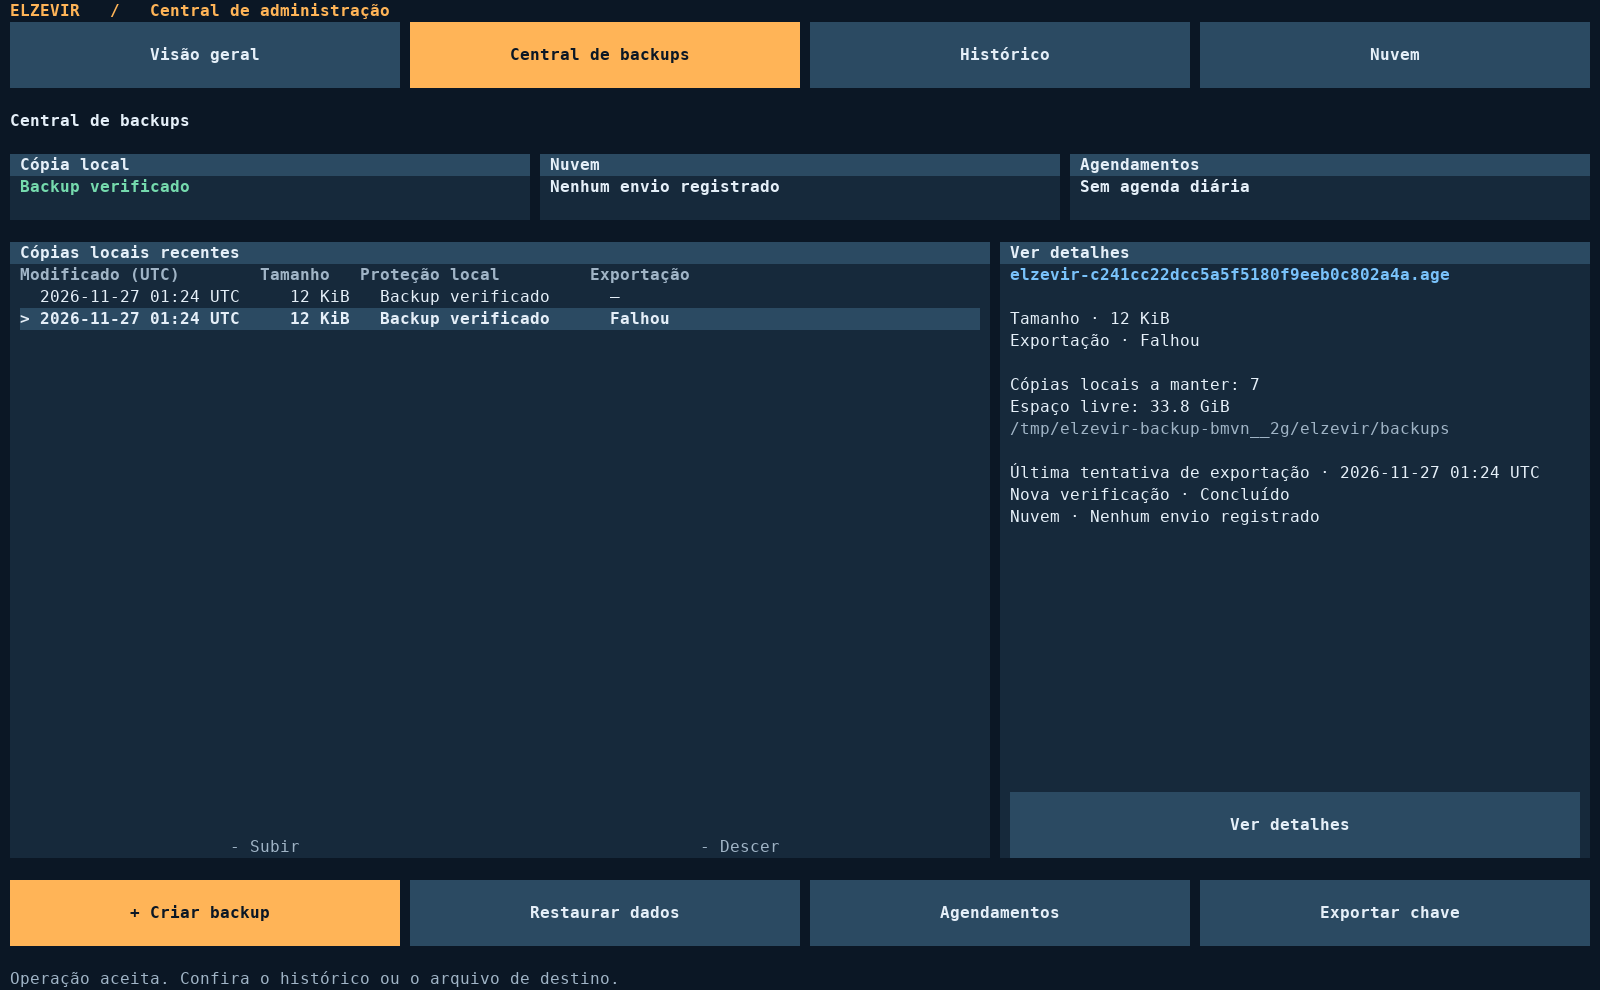 ELZEVIR / Central de administração
Visão geral
Central de backups
Histórico
Nuvem
Central de backups
Cópia local
Backup verificado
Nuvem
Nenhum envio registrado
Agendamentos
Sem agenda diária
Cópias locais recentes
Modificado (UTC) Tamanho Proteção local Exportação
2026-11-27 01:24 UTC 12 KiB Backup verificado —
> 2026-11-27 01:24 UTC 12 KiB Backup verificado Falhou
- Subir - Descer
Ver detalhes
elzevir-c241cc22dcc5a5f5180f9eeb0c802a4a.age
Tamanho · 12 KiB
Exportação · Falhou
Cópias locais a manter: 7
Espaço livre: 33.8 GiB
/tmp/elzevir-backup-bmvn__2g/elzevir/backups
Última tentativa de exportação · 2026-11-27 01:24 UTC
Nova verificação · Concluído
Nuvem · Nenhum envio registrado
Ver detalhes
+ Criar backup
Restaurar dados
Agendamentos
Exportar chave
Operação aceita. Confira o histórico ou o arquivo de destino.